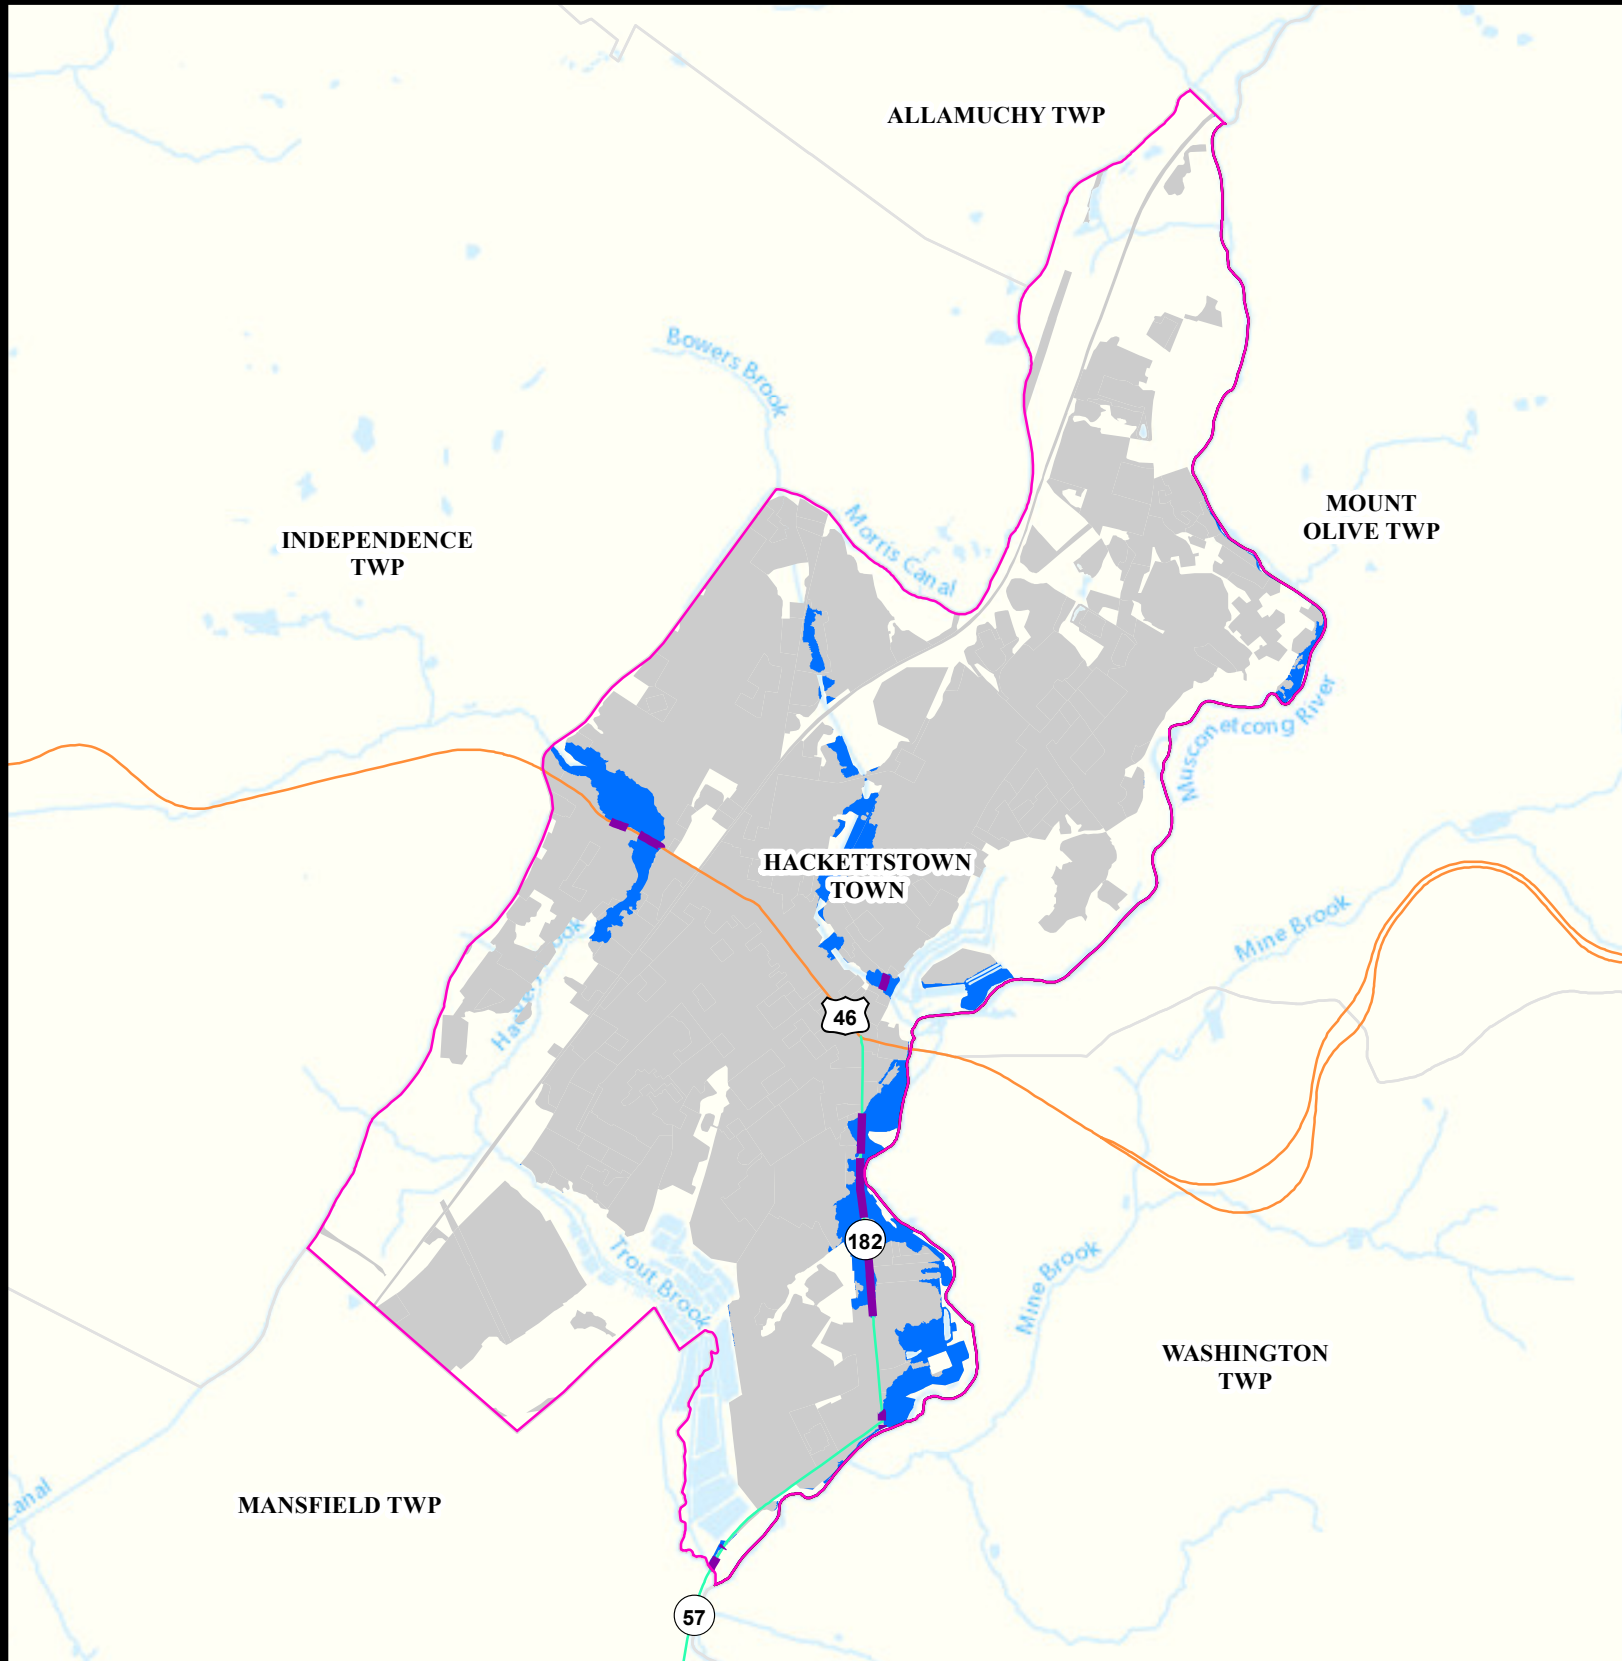 ALLAMUCHY TWP
Bowers Brook
Morris Canal
MOUNT
OLIVE TWP
INDEPENDENCE
TWP
Musconetcong River
HACKETTSTOWN
TOWN
Mine Brook
46
182
Trout Brook
Mine Brook
WASHINGTON
TWP
MANSFIELD TWP
57